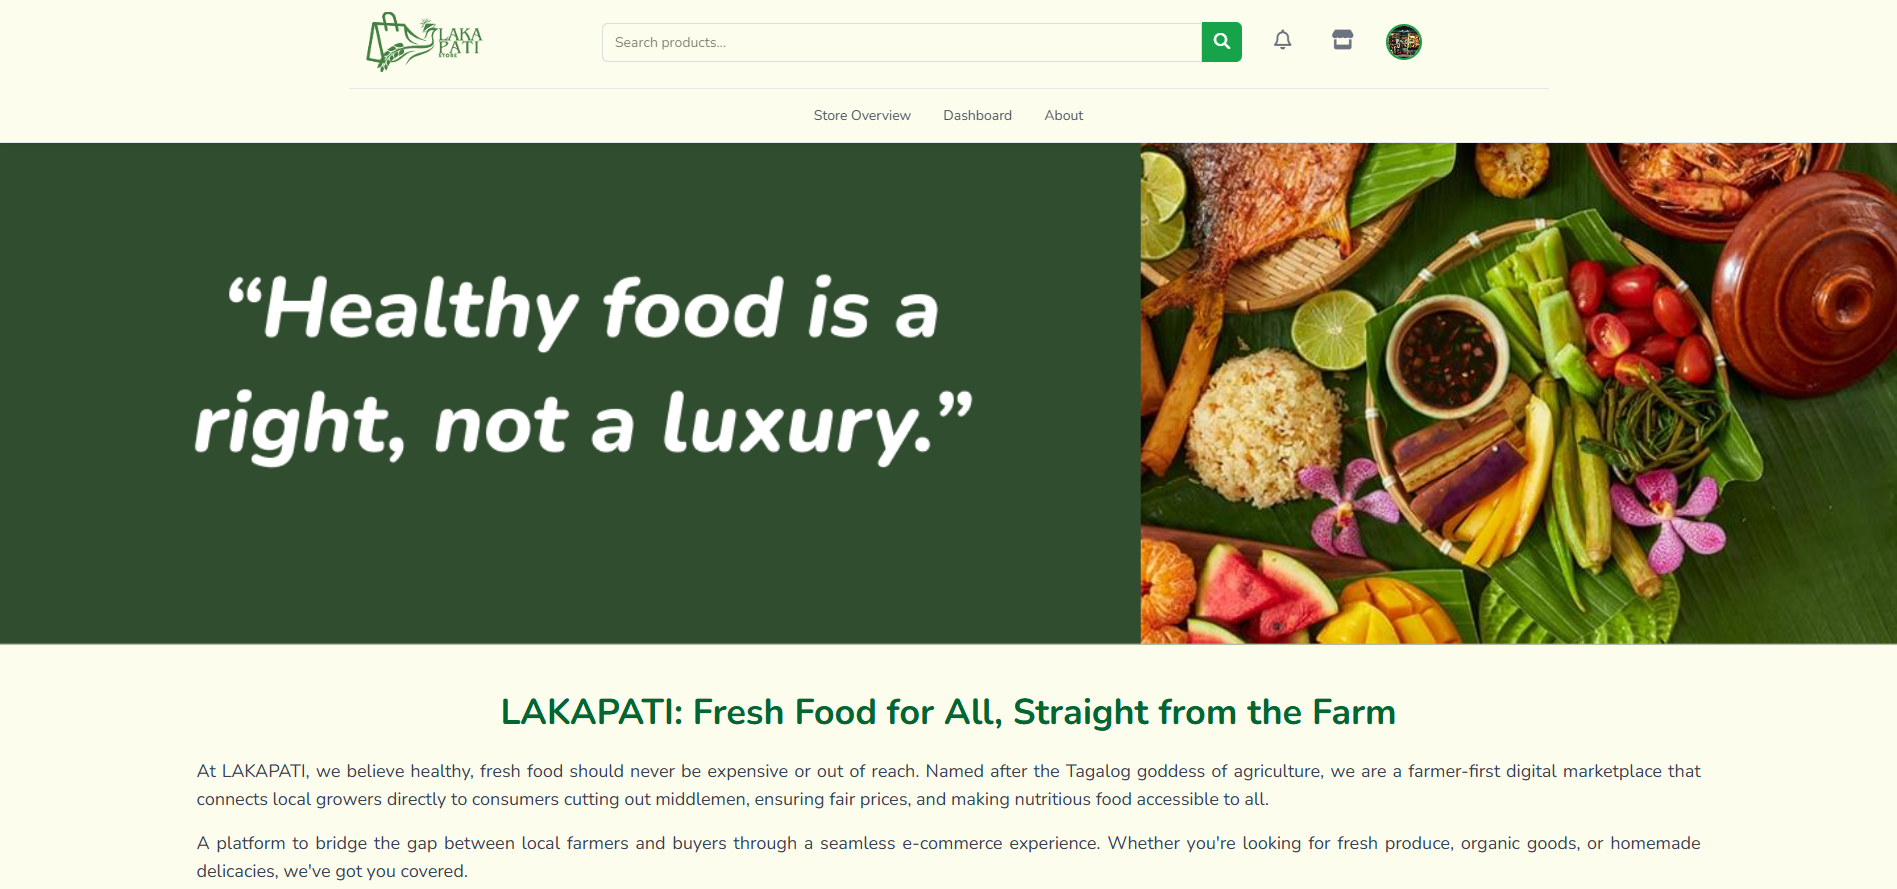 LAKA
PATI
STORE
Search products...
Store Overview Dashboard About
“Healthy food is a
right, not a luxury.”
LAKAPATI: Fresh Food for All, Straight from the Farm
At LAKAPATI, we believe healthy, fresh food should never be expensive or out of reach. Named after the Tagalog goddess of agriculture, we are a farmer-first digital marketplace that
connects local growers directly to consumers cutting out middlemen, ensuring fair prices, and making nutritious food accessible to all.
A platform to bridge the gap between local farmers and buyers through a seamless e-commerce experience. Whether you're looking for fresh produce, organic goods, or homemade
delicacies, we've got you covered.